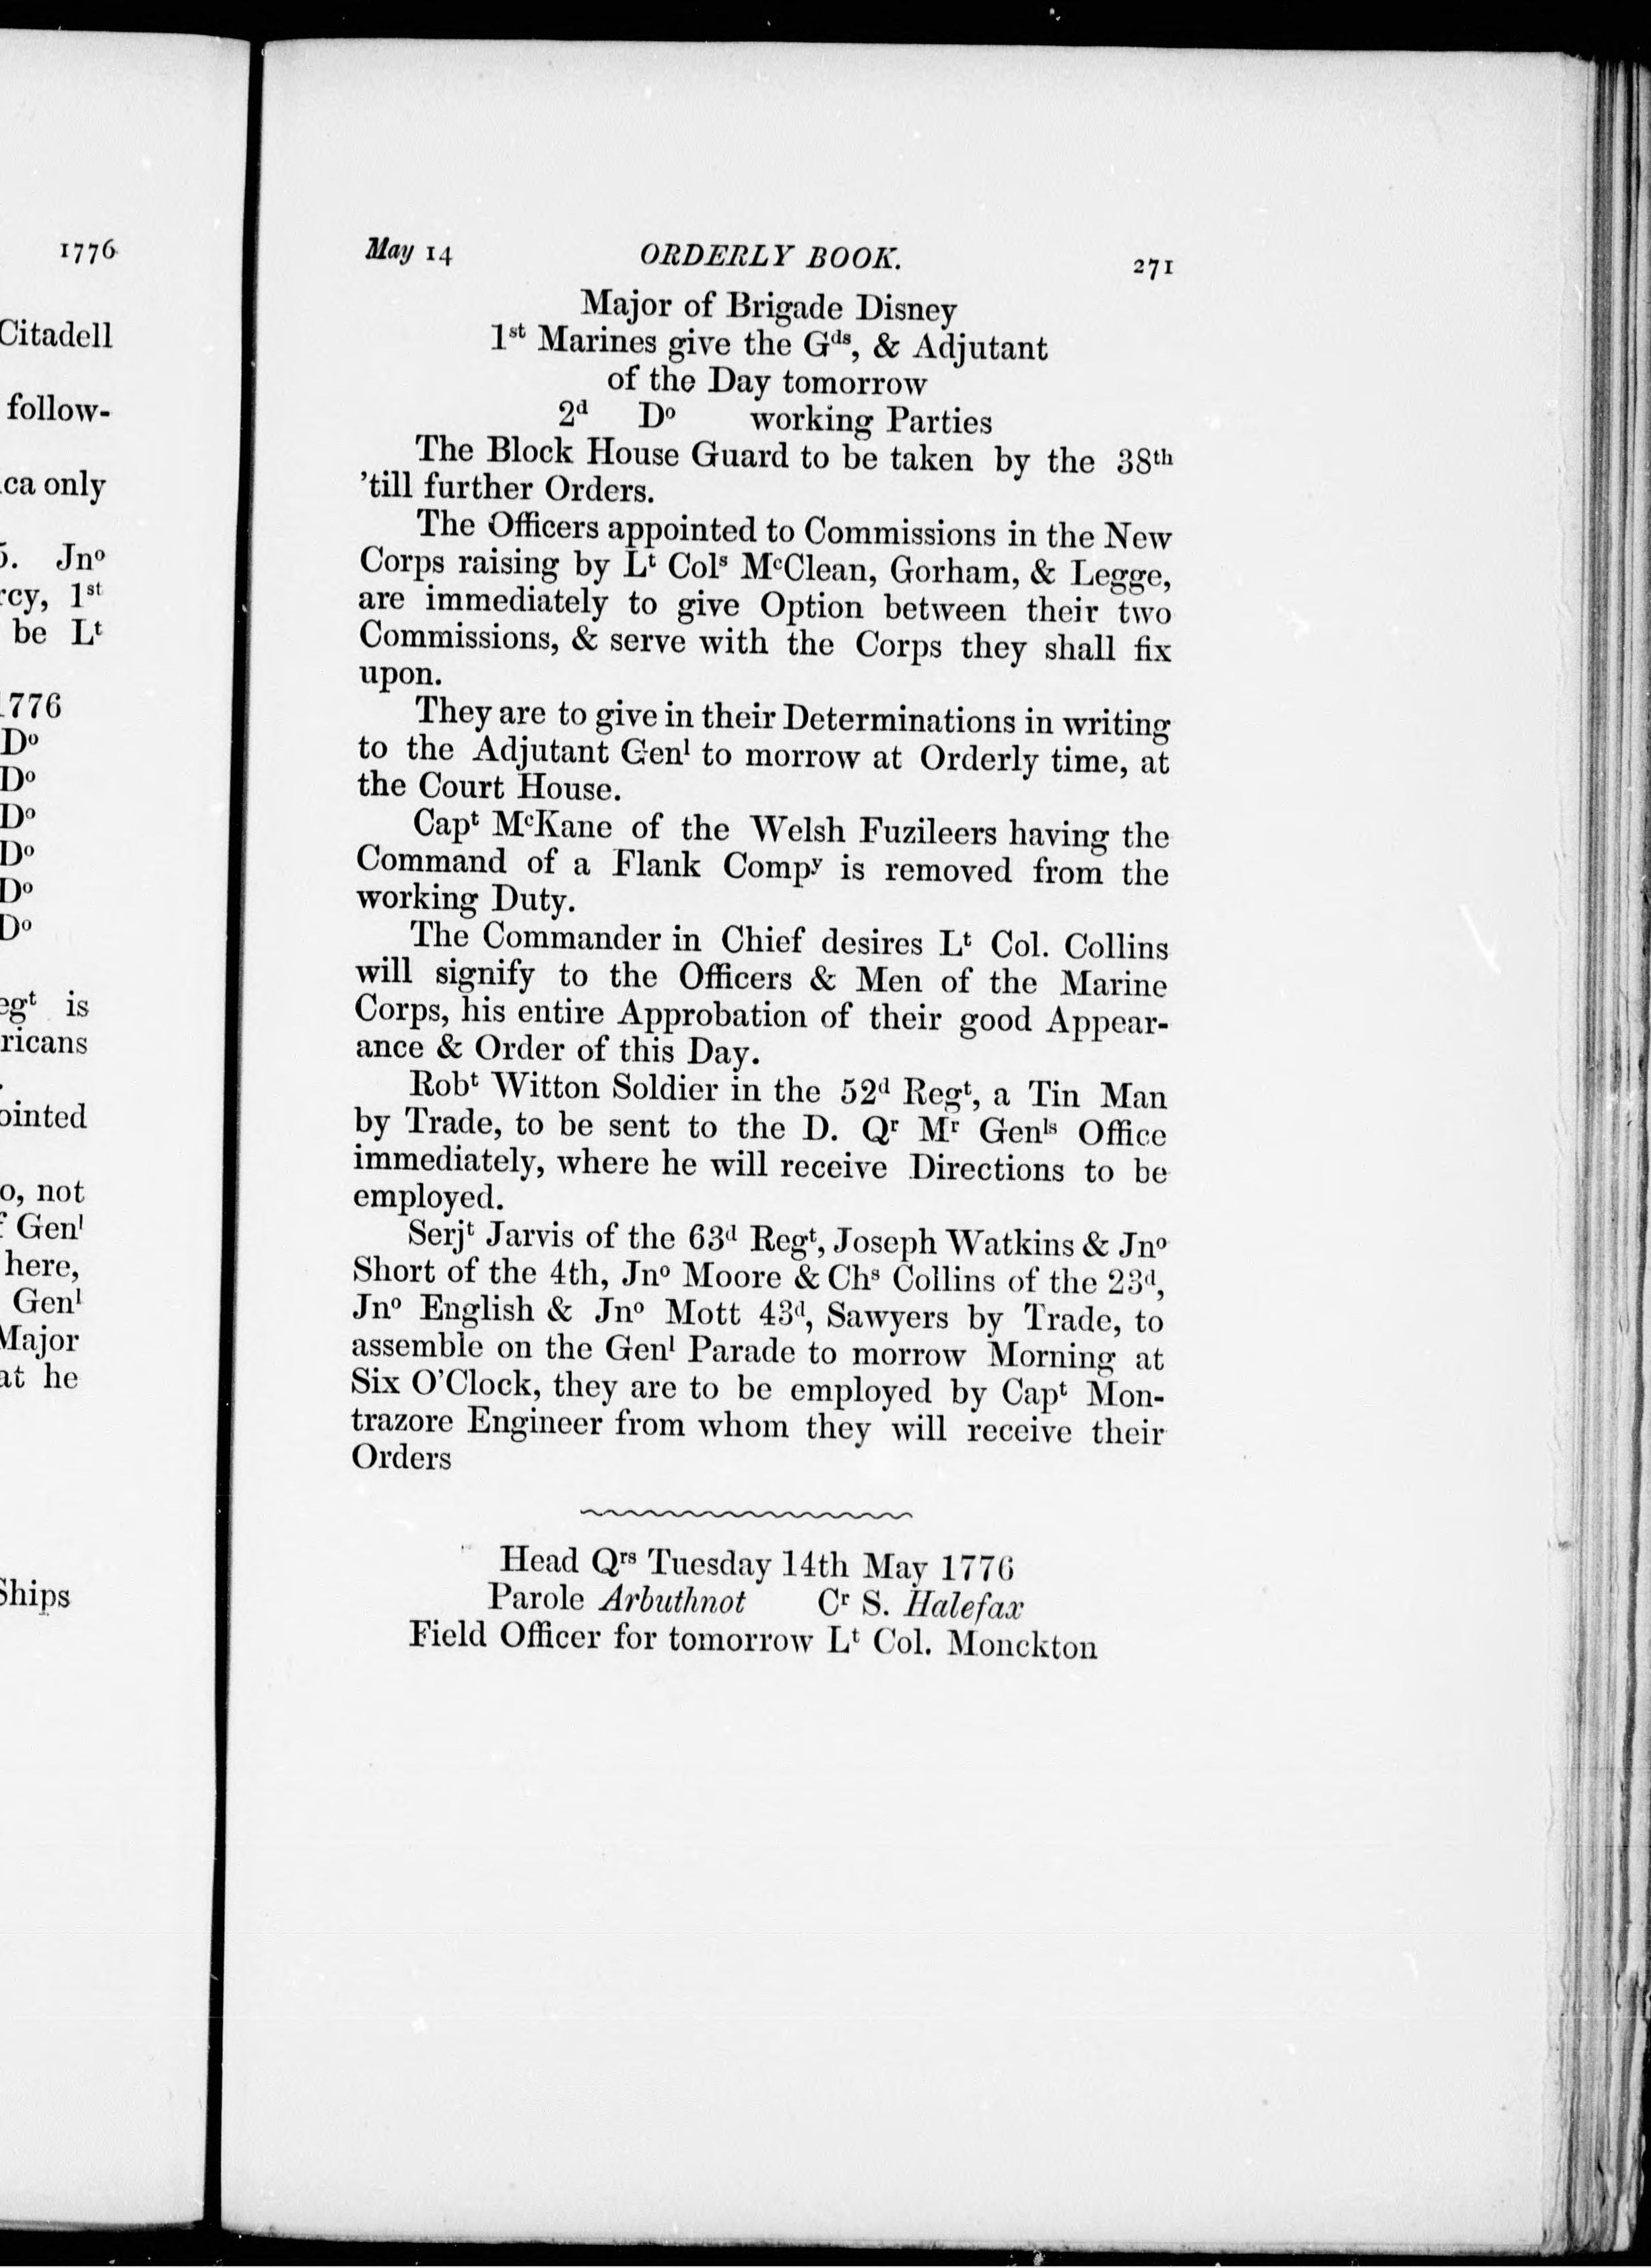 1776
Citadell
follow-
ca only
5. Jnº
rcy, 1st
be Lt
1776
Dº
Dº
Dº
Dº
Dº
Dº
egt is
ricans
ointed
o, not
f Genl
here,
Genl
Major
at he
Ships
May 14 ORDERLY BOOK. 271
Major of Brigade Disney
1st Marines give the Gds, & Adjutant
of the Day tomorrow
2d Dº working Parties
The Block House Guard to be taken by the 38th
'till further Orders.
The Officers appointed to Commissions in the New
Corps raising by Lt Cols McClean, Gorham, & Legge,
are immediately to give Option between their two
Commissions, & serve with the Corps they shall fix
upon.
They are to give in their Determinations in writing
to the Adjutant Genl to morrow at Orderly time, at
the Court House.
Capt McKane of the Welsh Fuzileers having the
Command of a Flank Compy is removed from the
working Duty.
The Commander in Chief desires Lt Col. Collins
will signify to the Officers & Men of the Marine
Corps, his entire Approbation of their good Appear-
ance & Order of this Day.
Robt Witton Soldier in the 52d Regt, a Tin Man
by Trade, to be sent to the D. Qr Mr Genls Office
immediately, where he will receive Directions to be
employed.
Serjt Jarvis of the 63d Regt, Joseph Watkins & Jnº
Short of the 4th, Jnº Moore & Chs Collins of the 23d,
Jnº English & Jnº Mott 43d, Sawyers by Trade, to
assemble on the Genl Parade to morrow Morning at
Six O'Clock, they are to be employed by Capt Mon-
trazore Engineer from whom they will receive their
Orders
Head Qrs Tuesday 14th May 1776
Parole Arbuthnot Cr S. Halefax
Field Officer for tomorrow Lt Col. Monckton